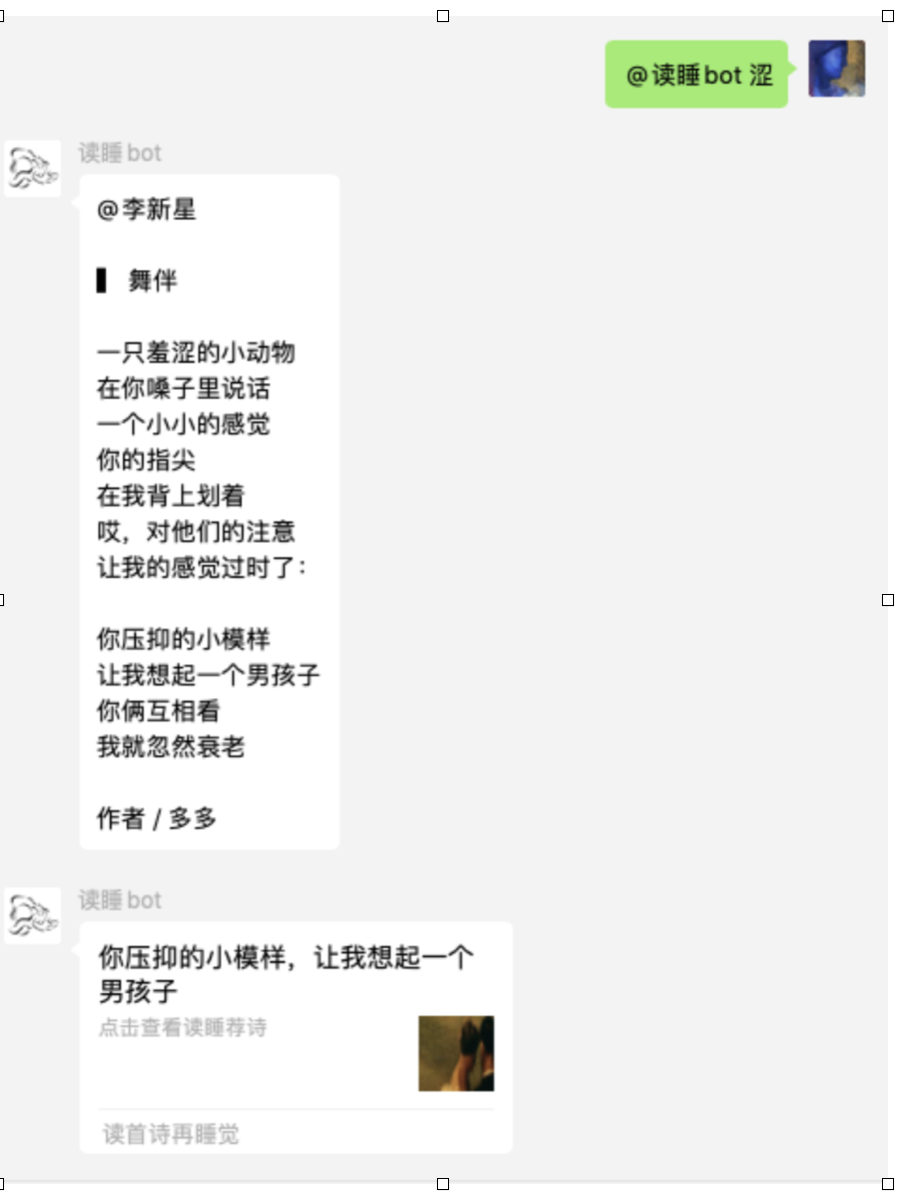 @读睡bot 涩
读睡 bot
@李新星
舞伴
一只羞涩的小动物
在你嗓子里说话
一个小小的感觉
你的指尖
在我背上划着
哎，对他们的注意
让我的感觉过时了：
你压抑的小模样
让我想起一个男孩子
你俩互相看
我就忽然衰老
作者 / 多多
读睡 bot
你压抑的小模样，让我想起一个
男孩子
点击查看读睡荐诗
读首诗再睡觉